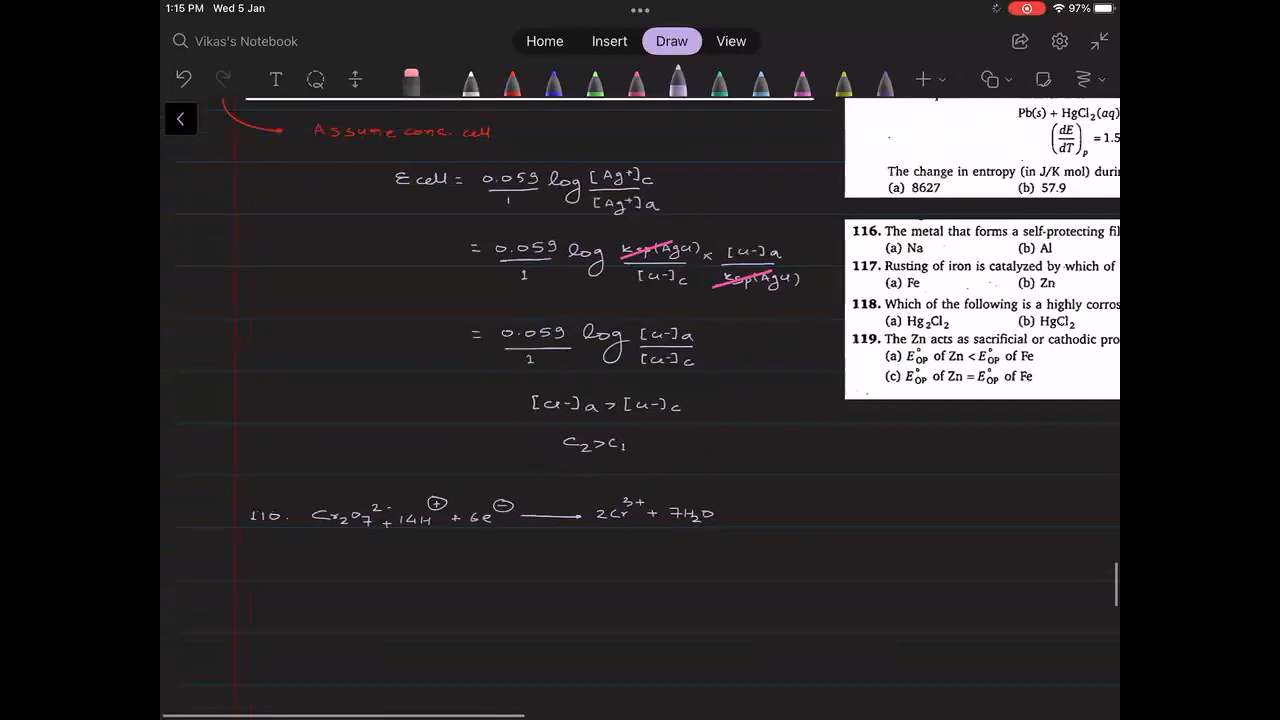 1:15 PM Wed 5 Jan
97%
Vikas's Notebook
Home Insert Draw View
Assume conc. cell
Ecell = 0.059/1 log [Ag+]c/[Ag+]a
= 0.059/1 log Ksp(AgCl)/[Cl-]c × [Cl-]a/Ksp(AgCl)
= 0.059/1 log [Cl-]a/[Cl-]c
[Cl-]a > [Cl-]c
C2 > C1
110. Cr2O7 2- + 14H⊕ + 6e⊖ → 2Cr3+ + 7H2O
Pb(s) + HgCl2(aq)
(dE/dT)p = 1.5
The change in entropy (in J/K mol) duri
(a) 8627 (b) 57.9
116. The metal that forms a self-protecting fil
(a) Na (b) Al
117. Rusting of iron is catalyzed by which of
(a) Fe (b) Zn
118. Which of the following is a highly corros
(a) Hg2Cl2 (b) HgCl2
119. The Zn acts as sacrificial or cathodic pro
(a) E°OP of Zn < E°OP of Fe
(c) E°OP of Zn = E°OP of Fe